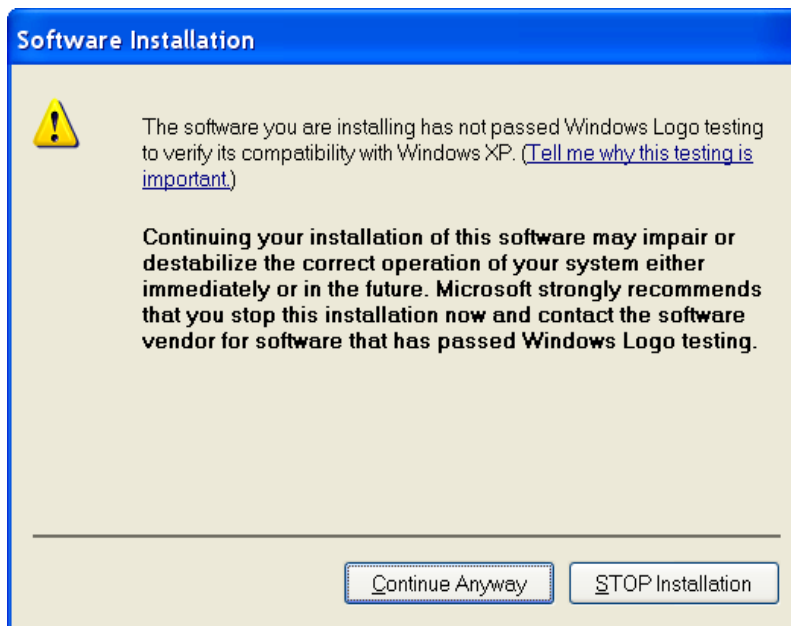 Software Installation
The software you are installing has not passed Windows Logo testing
to verify its compatibility with Windows XP. (Tell me why this testing is
important.)
Continuing your installation of this software may impair or
destabilize the correct operation of your system either
immediately or in the future. Microsoft strongly recommends
that you stop this installation now and contact the software
vendor for software that has passed Windows Logo testing.
Continue Anyway
STOP Installation